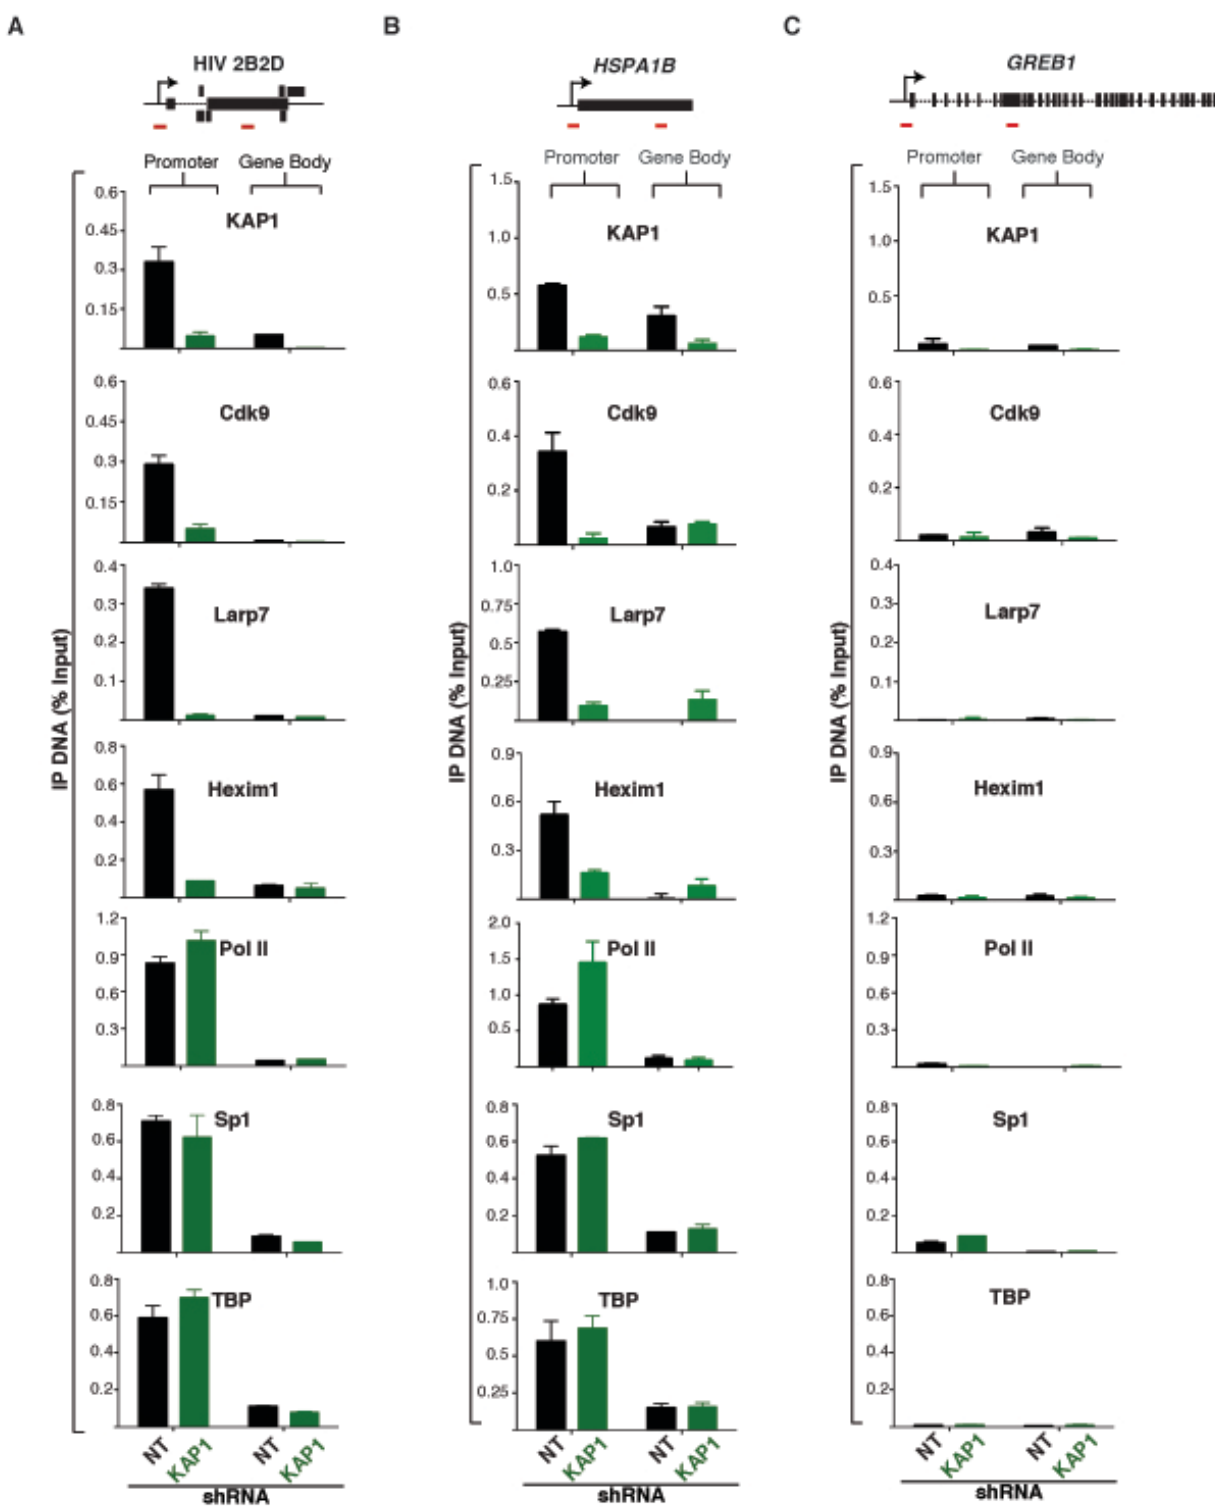 A
B
C
HIV 2B2D
HSPA1B
GREB1
Promoter Gene Body
Promoter Gene Body
Promoter Gene Body
IP DNA (% Input)
KAP1
0.6
0.45
0.3
0.15
Cdk9
0.6
0.45
0.3
0.15
Larp7
0.4
0.3
0.2
0.1
Hexim1
0.8
0.6
0.4
0.2
Pol II
1.2
0.9
0.6
0.3
Sp1
0.8
0.6
0.4
0.2
TBP
0.8
0.6
0.4
0.2
NT KAP1 NT KAP1
shRNA
IP DNA (% Input)
KAP1
1.5
1.0
0.5
Cdk9
0.6
0.4
0.2
Larp7
1.0
0.75
0.5
0.25
Hexim1
0.9
0.6
0.3
Pol II
2.0
1.5
1.0
0.5
Sp1
0.8
0.6
0.4
0.2
TBP
1.0
0.75
0.5
0.25
NT KAP1 NT KAP1
shRNA
IP DNA (% Input)
KAP1
1.5
1.0
0.5
Cdk9
0.6
0.4
0.2
Larp7
0.4
0.3
0.2
0.1
Hexim1
0.9
0.6
0.3
Pol II
1.2
0.9
0.6
0.3
Sp1
0.8
0.6
0.4
0.2
TBP
0.8
0.6
0.4
0.2
NT KAP1 NT KAP1
shRNA